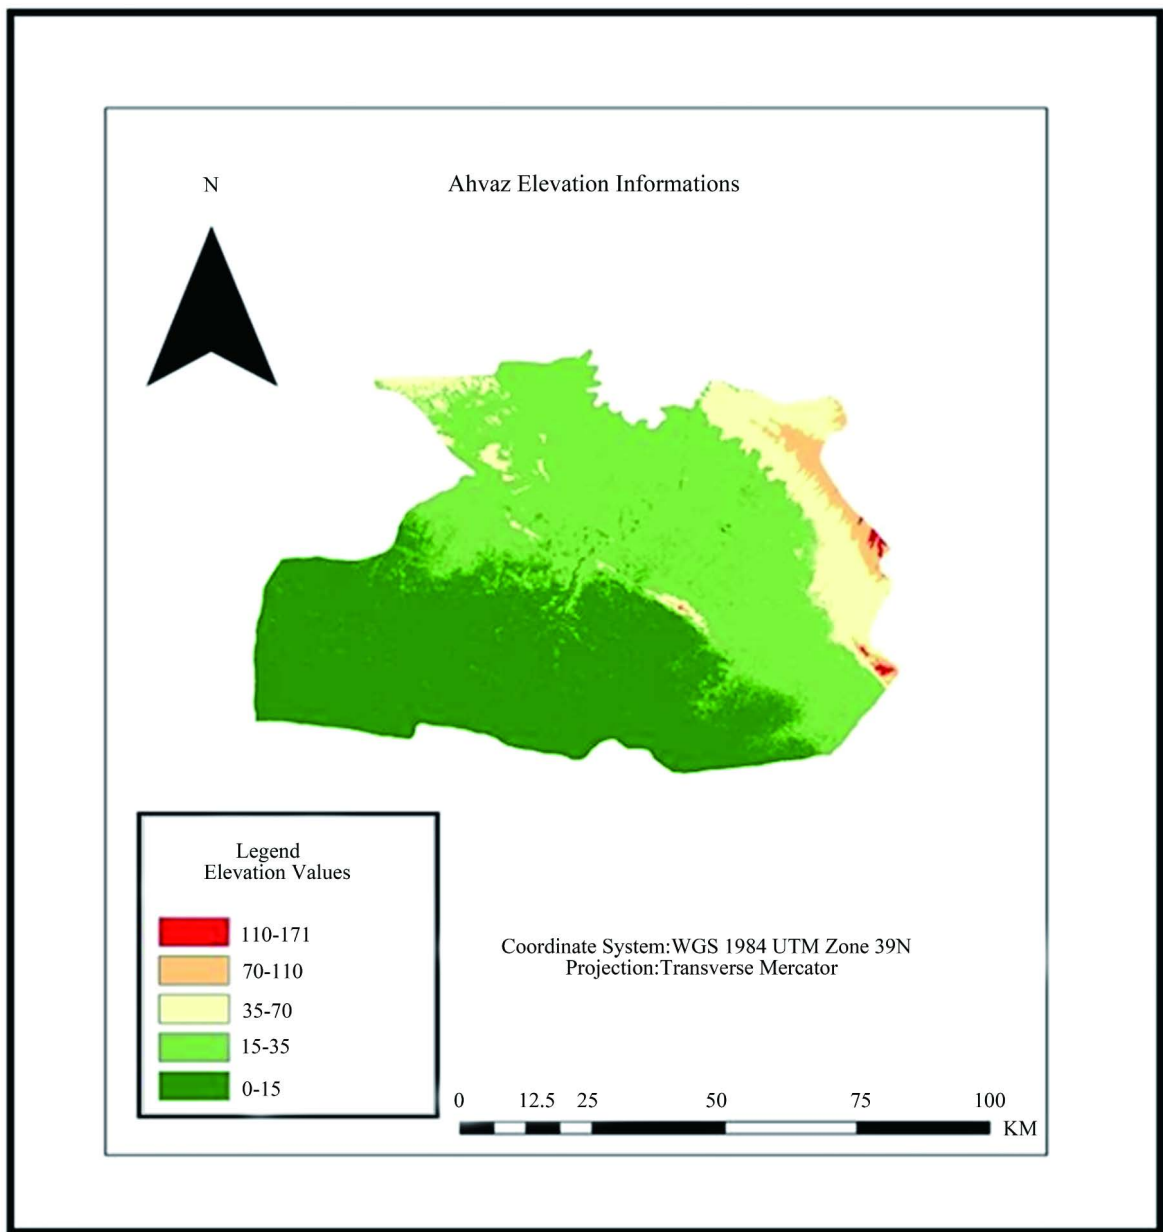 N
Ahvaz Elevation Informations
Legend
Elevation Values
110-171
70-110
35-70
15-35
0-15
Coordinate System:WGS 1984 UTM Zone 39N
Projection:Transverse Mercator
0 12.5 25 50 75 100
KM